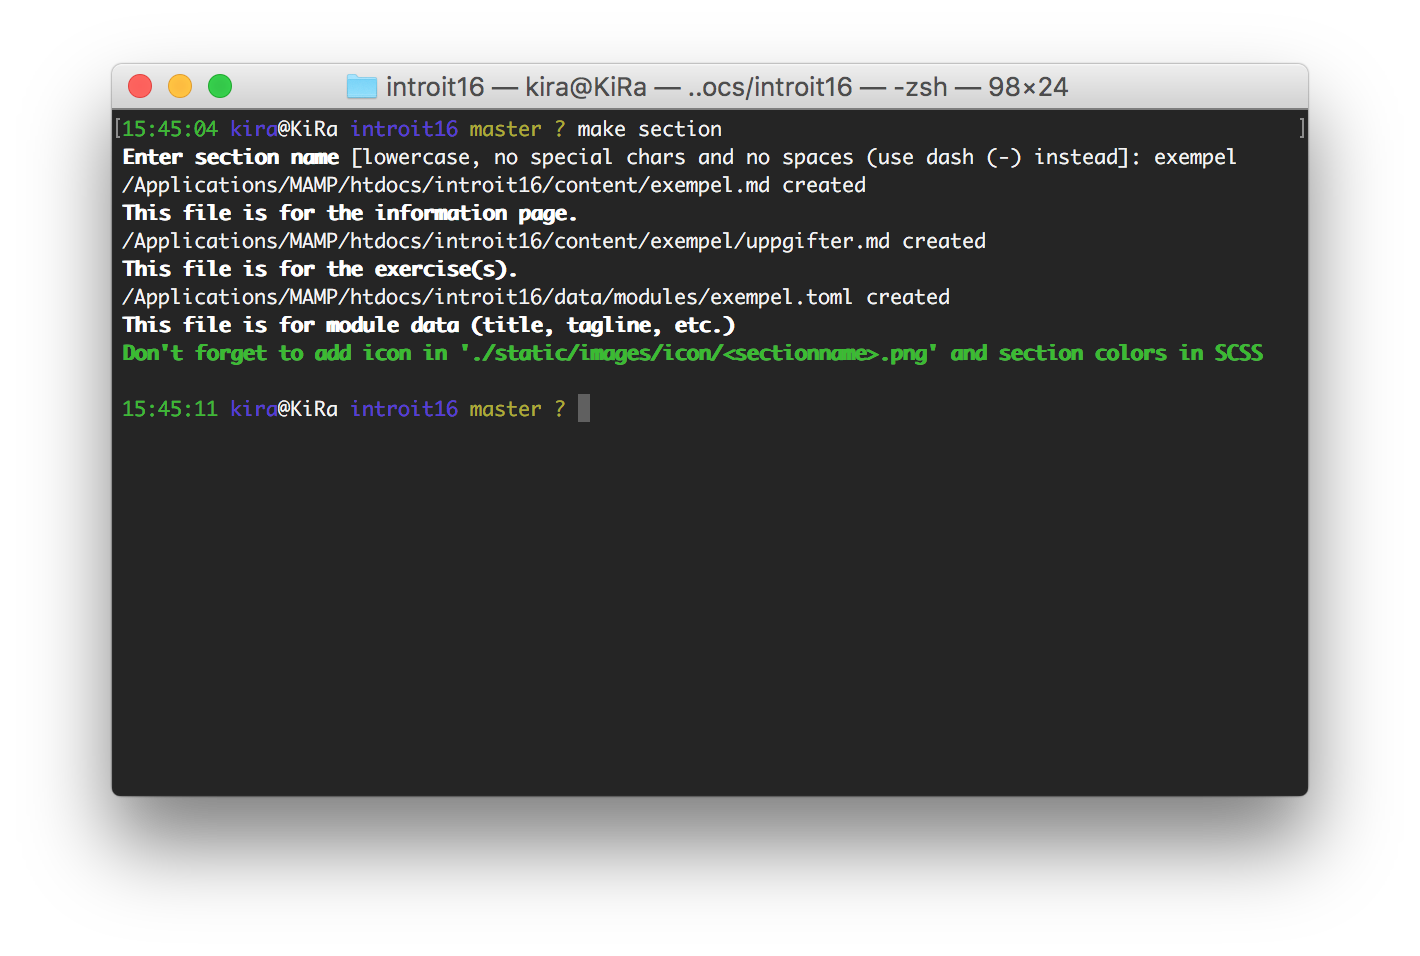 introit16 — kira@KiRa — ..ocs/introit16 — -zsh — 98×24
[15:45:04 kira@KiRa introit16 master ? make section ]
Enter section name [lowercase, no special chars and no spaces (use dash (-) instead]: exempel
/Applications/MAMP/htdocs/introit16/content/exempel.md created
This file is for the information page.
/Applications/MAMP/htdocs/introit16/content/exempel/uppgifter.md created
This file is for the exercise(s).
/Applications/MAMP/htdocs/introit16/data/modules/exempel.toml created
This file is for module data (title, tagline, etc.)
Don't forget to add icon in './static/images/icon/<sectionname>.png' and section colors in SCSS
15:45:11 kira@KiRa introit16 master ?